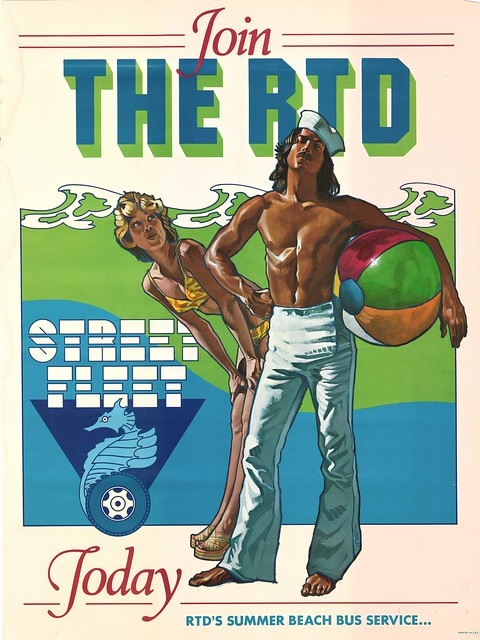 Join
THE RTD
STREET
FLEET
Today
RTD'S SUMMER BEACH BUS SERVICE...